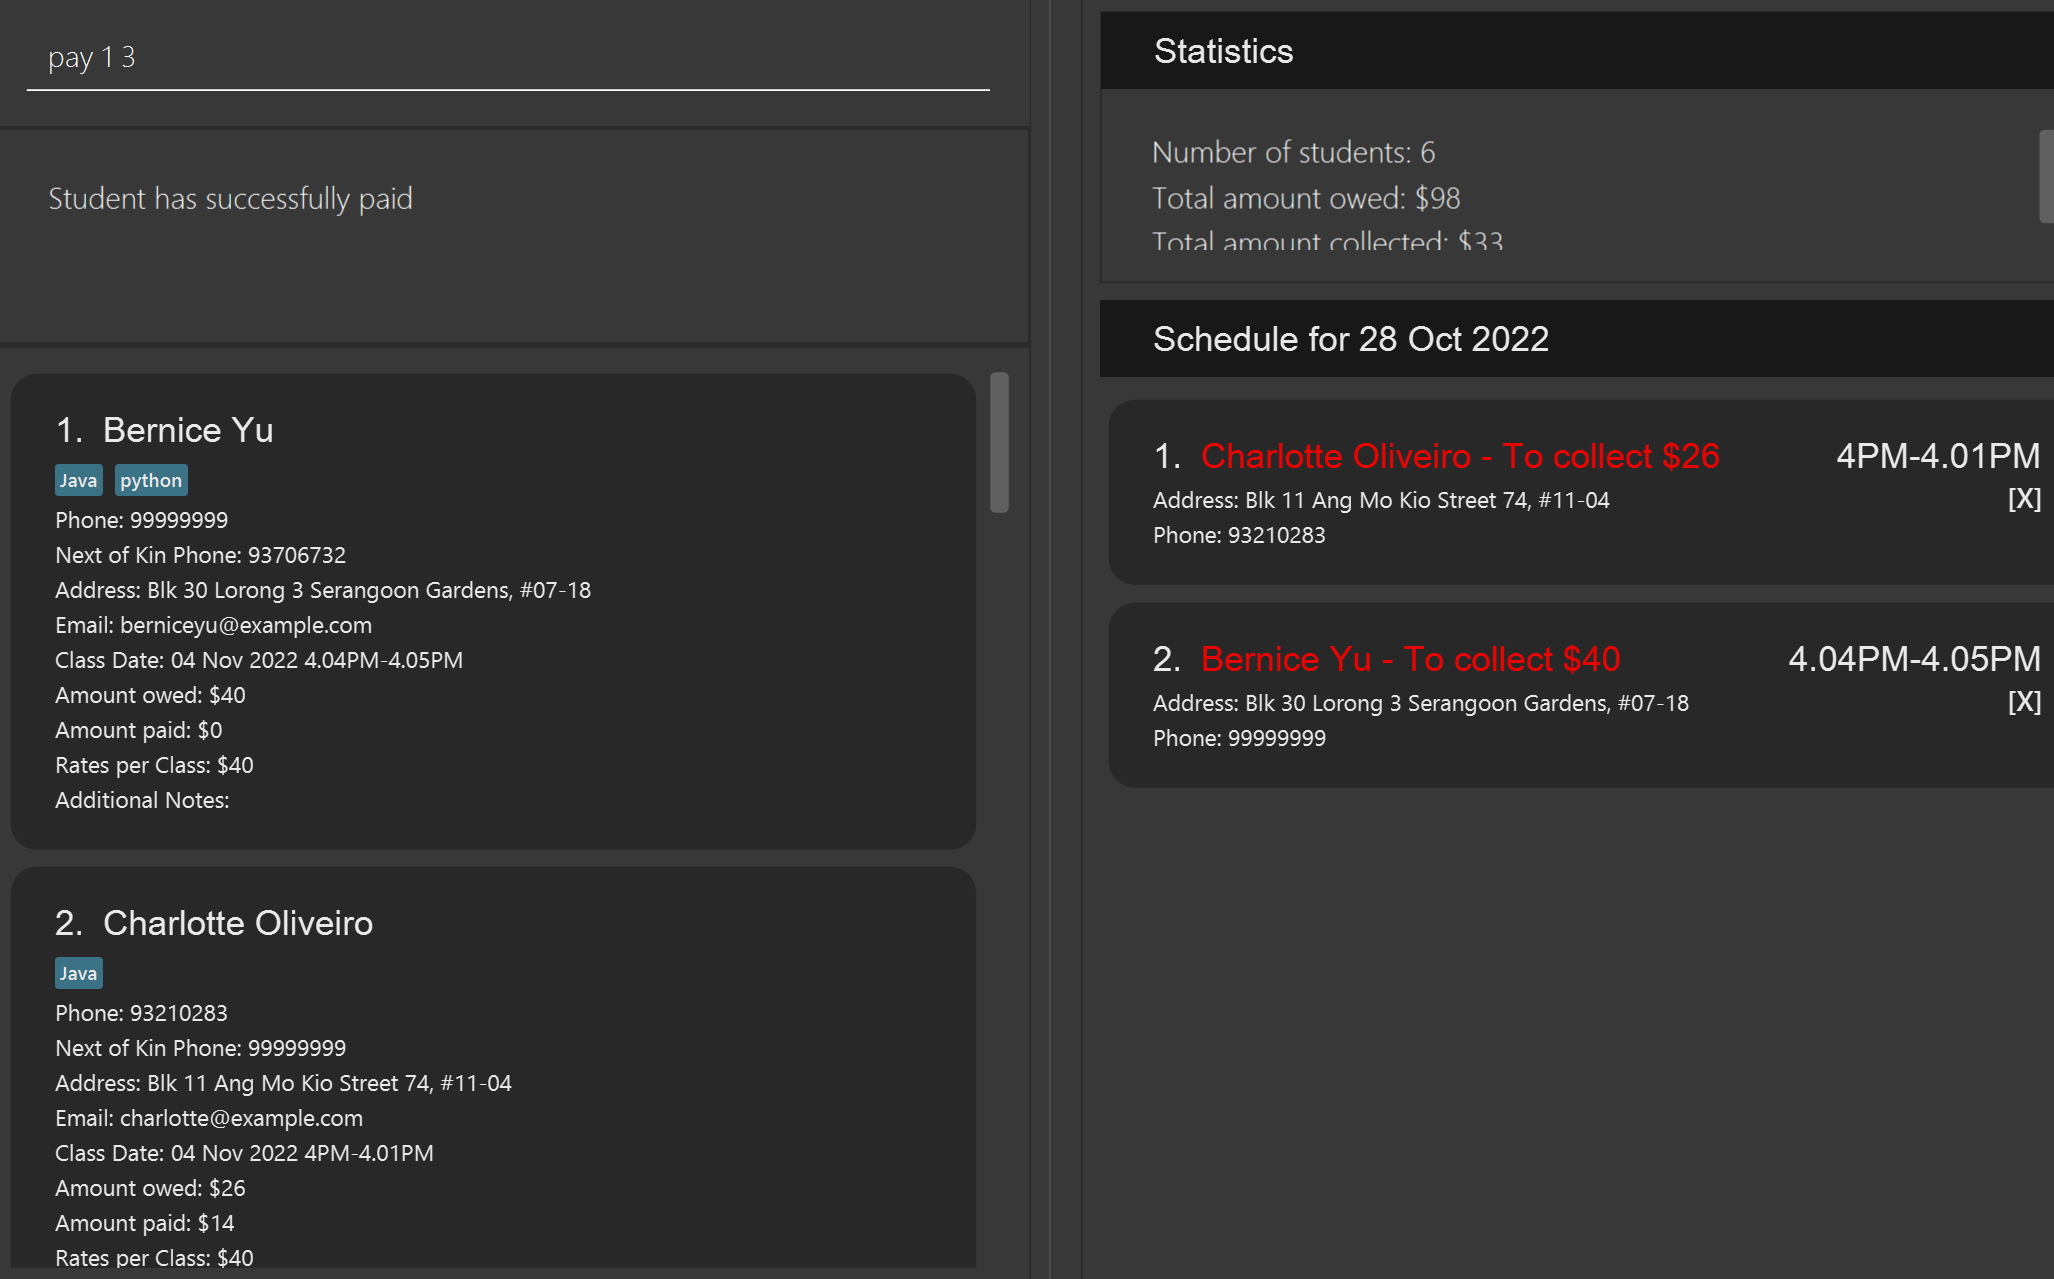 pay 1 3
Student has successfully paid
1. Bernice Yu
Java python
Phone: 99999999
Next of Kin Phone: 93706732
Address: Blk 30 Lorong 3 Serangoon Gardens, #07-18
Email: berniceyu@example.com
Class Date: 04 Nov 2022 4.04PM-4.05PM
Amount owed: $40
Amount paid: $0
Rates per Class: $40
Additional Notes:
2. Charlotte Oliveiro
Java
Phone: 93210283
Next of Kin Phone: 99999999
Address: Blk 11 Ang Mo Kio Street 74, #11-04
Email: charlotte@example.com
Class Date: 04 Nov 2022 4PM-4.01PM
Amount owed: $26
Amount paid: $14
Rates per Class: $40
Statistics
Number of students: 6
Total amount owed: $98
Total amount collected: $33
Schedule for 28 Oct 2022
1. Charlotte Oliveiro - To collect $26 4PM-4.01PM
Address: Blk 11 Ang Mo Kio Street 74, #11-04 [X]
Phone: 93210283
2. Bernice Yu - To collect $40 4.04PM-4.05PM
Address: Blk 30 Lorong 3 Serangoon Gardens, #07-18 [X]
Phone: 99999999